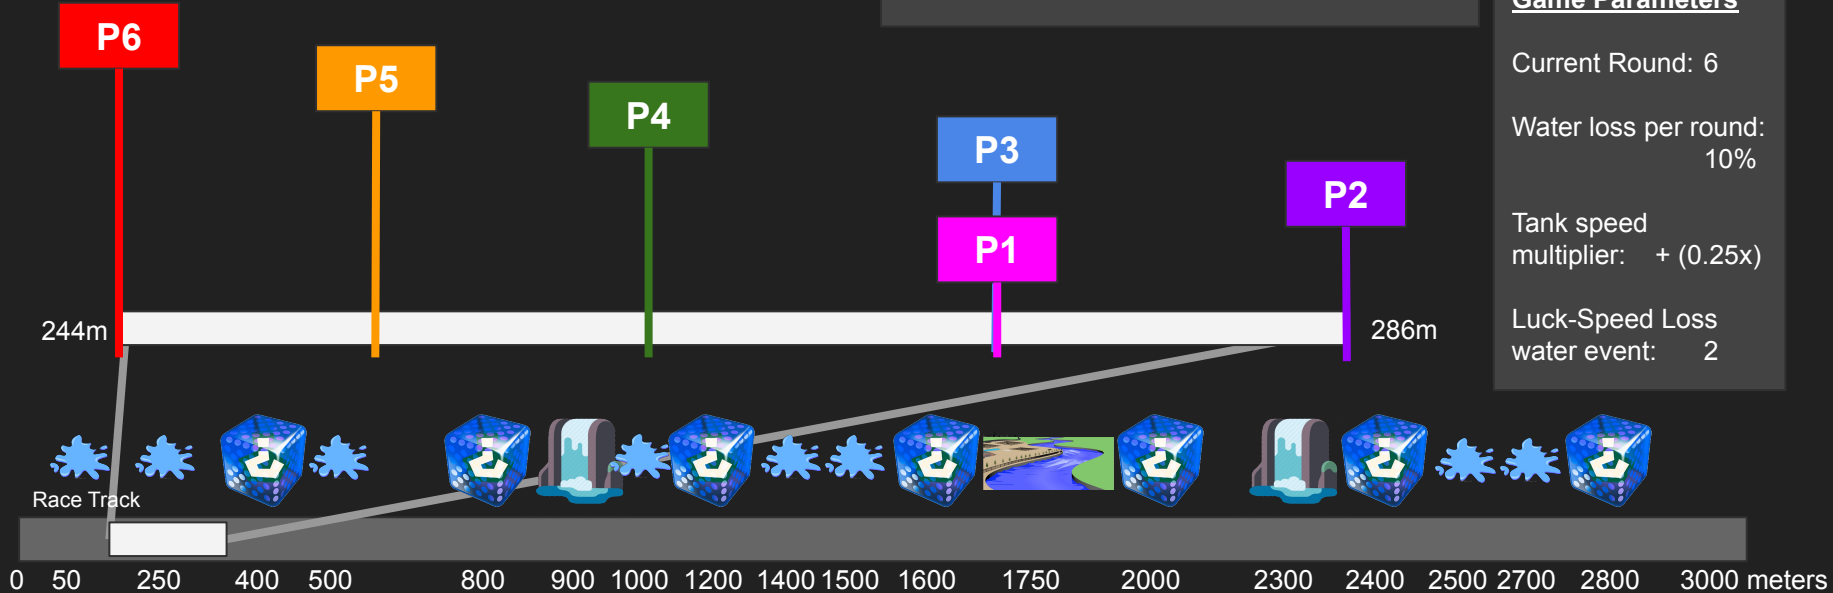 Game Parameters
P6
P5
P4
P3
P1
P2
Current Round: 6
Water loss per round:
10%
Tank speed
multiplier: + (0.25x)
Luck-Speed Loss
water event: 2
244m
286m
Race Track
0 50 250 400 500 800 900 1000 1200 1400 1500 1600 1750 2000 2300 2400 2500 2700 2800 3000 meters